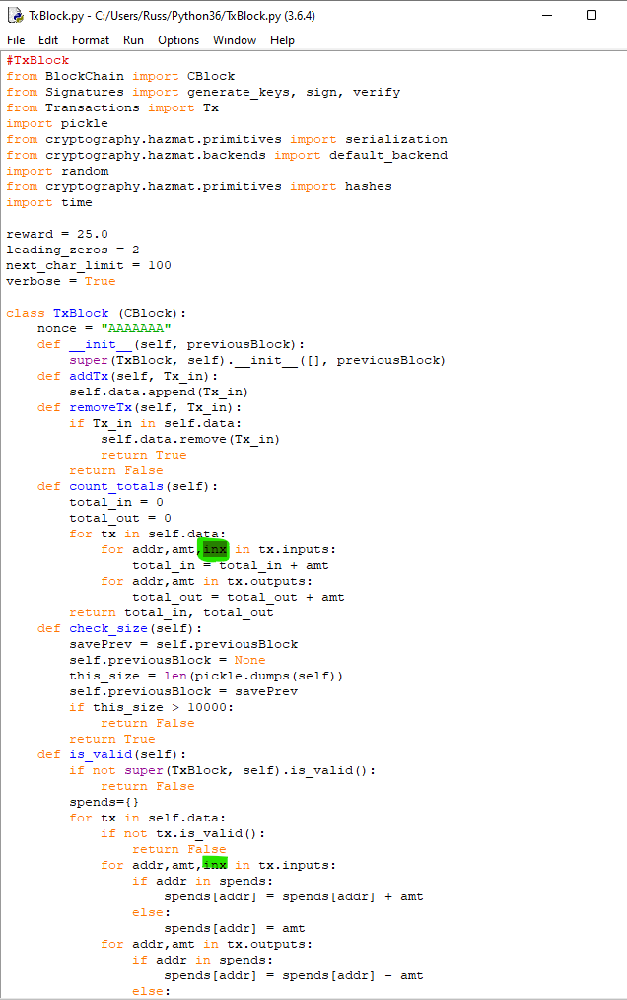 TxBlock.py - C:/Users/Russ/Python36/TxBlock.py (3.6.4)
File Edit Format Run Options Window Help
#TxBlock
from BlockChain import CBlock
from Signatures import generate_keys, sign, verify
from Transactions import Tx
import pickle
from cryptography.hazmat.primitives import serialization
from cryptography.hazmat.backends import default_backend
import random
from cryptography.hazmat.primitives import hashes
import time
reward = 25.0
leading_zeros = 2
next_char_limit = 100
verbose = True
class TxBlock (CBlock):
    nonce = "AAAAAAA"
    def __init__(self, previousBlock):
        super(TxBlock, self).__init__([], previousBlock)
    def addTx(self, Tx_in):
        self.data.append(Tx_in)
    def removeTx(self, Tx_in):
        if Tx_in in self.data:
            self.data.remove(Tx_in)
            return True
        return False
    def count_totals(self):
        total_in = 0
        total_out = 0
        for tx in self.data:
            for addr,amt,inx in tx.inputs:
                total_in = total_in + amt
            for addr,amt in tx.outputs:
                total_out = total_out + amt
        return total_in, total_out
    def check_size(self):
        savePrev = self.previousBlock
        self.previousBlock = None
        this_size = len(pickle.dumps(self))
        self.previousBlock = savePrev
        if this_size > 10000:
            return False
        return True
    def is_valid(self):
        if not super(TxBlock, self).is_valid():
            return False
        spends={}
        for tx in self.data:
            if not tx.is_valid():
                return False
            for addr,amt,inx in tx.inputs:
                if addr in spends:
                    spends[addr] = spends[addr] + amt
                else:
                    spends[addr] = amt
            for addr,amt in tx.outputs:
                if addr in spends:
                    spends[addr] = spends[addr] - amt
                else: